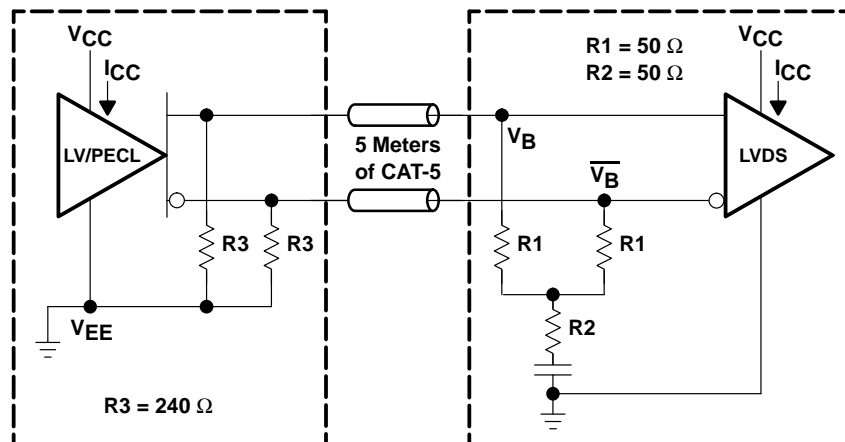 VCC
ICC
LV/PECL
R3
R3
VEE
R3 = 240 Ω
5 Meters
of CAT-5
R1 = 50 Ω
R2 = 50 Ω
VCC
ICC
VB
VB
LVDS
R1
R1
R2